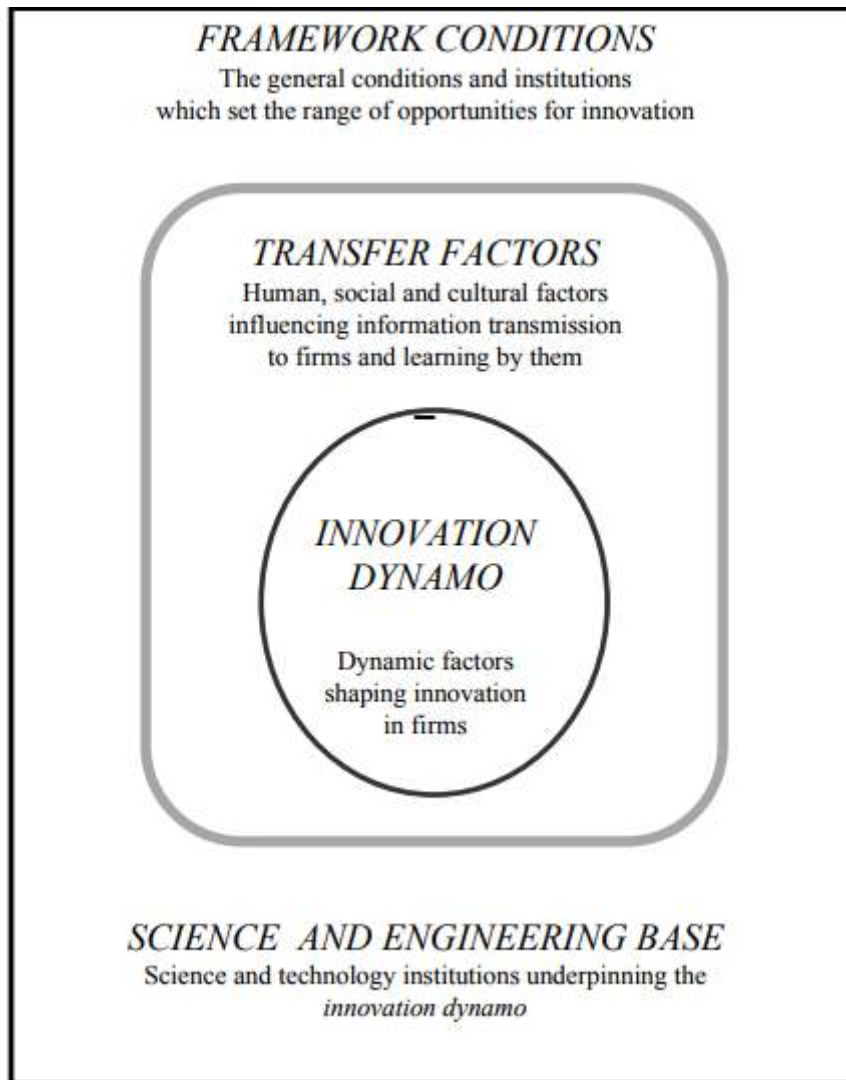 FRAMEWORK CONDITIONS
The general conditions and institutions
which set the range of opportunities for innovation
TRANSFER FACTORS
Human, social and cultural factors
influencing information transmission
to firms and learning by them
INNOVATION
DYNAMO
Dynamic factors
shaping innovation
in firms
SCIENCE AND ENGINEERING BASE
Science and technology institutions underpinning the
innovation dynamo